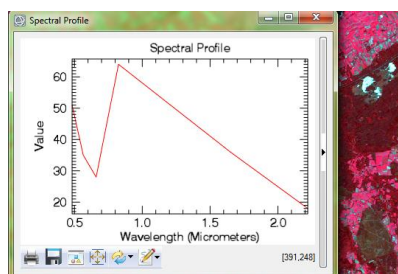 Spectral Profile
Spectral Profile
60
50
40
30
20
Value
0.5 1.0 1.5 2.0
Wavelength (Micrometers)
[391,248]